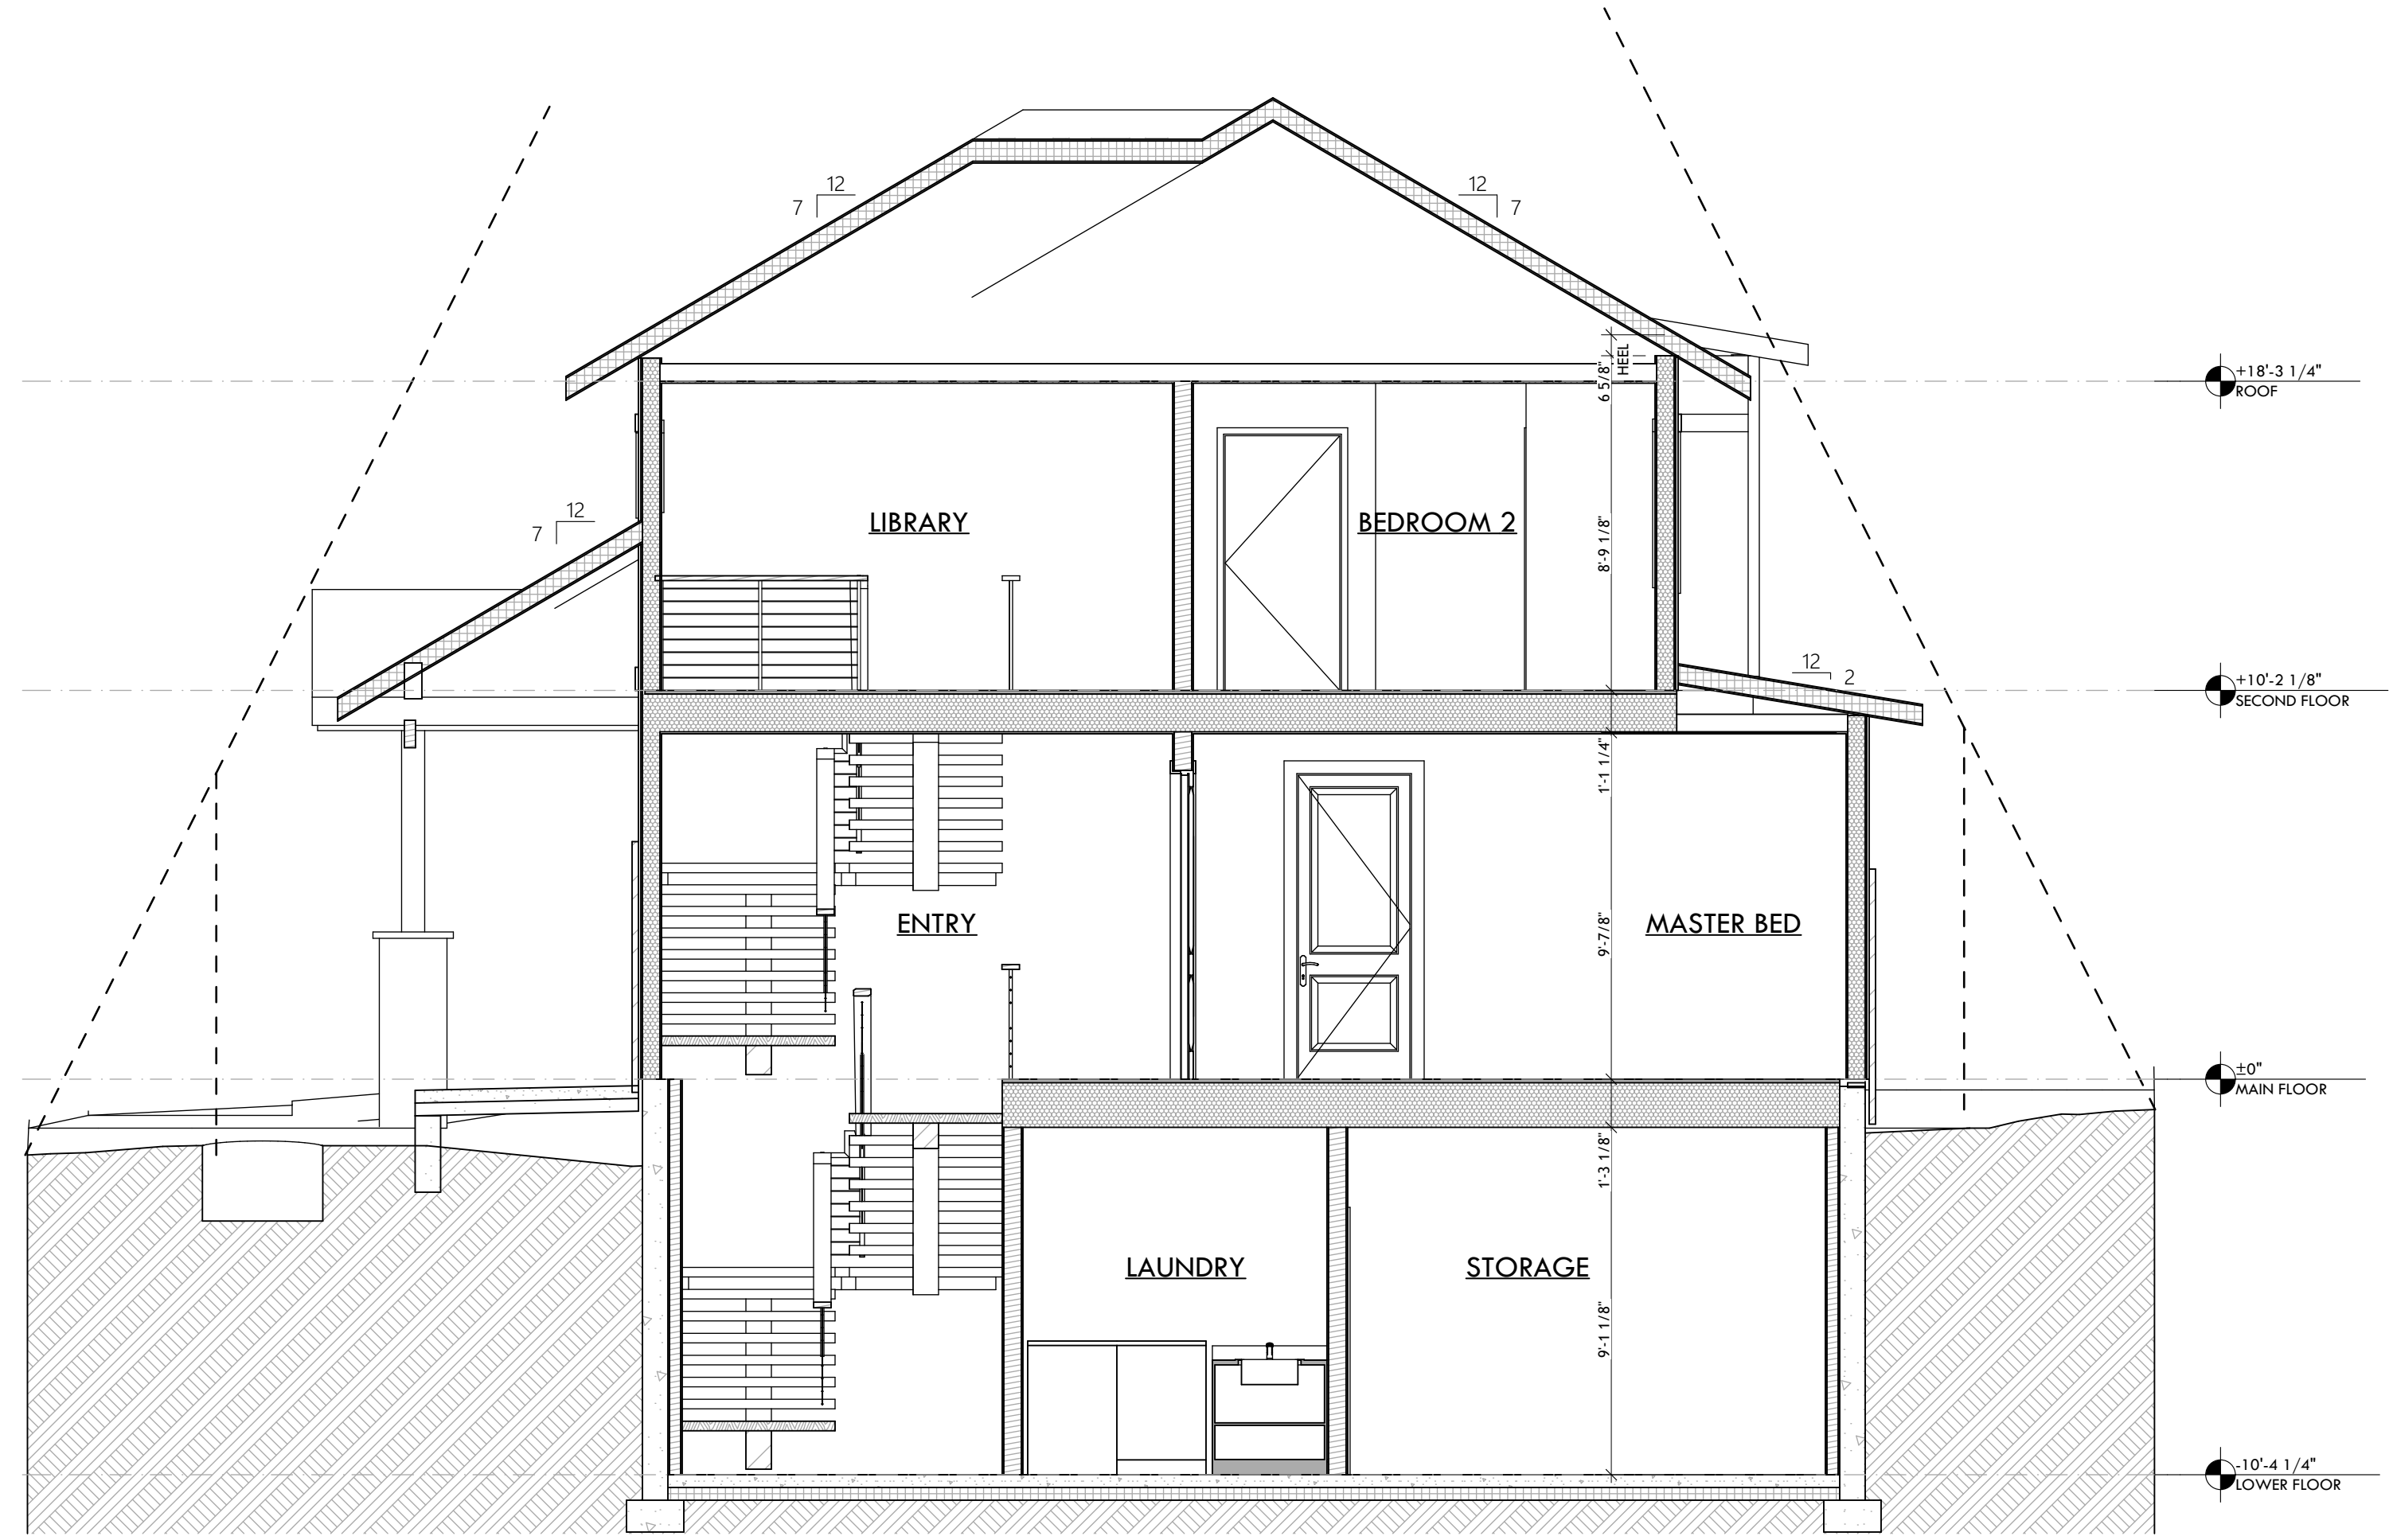 12
7
12
7
HEEL
6 5/8"
+18'-3 1/4"
ROOF
12
7
LIBRARY
BEDROOM 2
8'-9 1/8"
12
2
+10'-2 1/8"
SECOND FLOOR
1'-1 1/4"
ENTRY
9'-7/8"
MASTER BED
±0"
MAIN FLOOR
1'-3 1/8"
LAUNDRY
STORAGE
9'-1 1/8"
-10'-4 1/4"
LOWER FLOOR